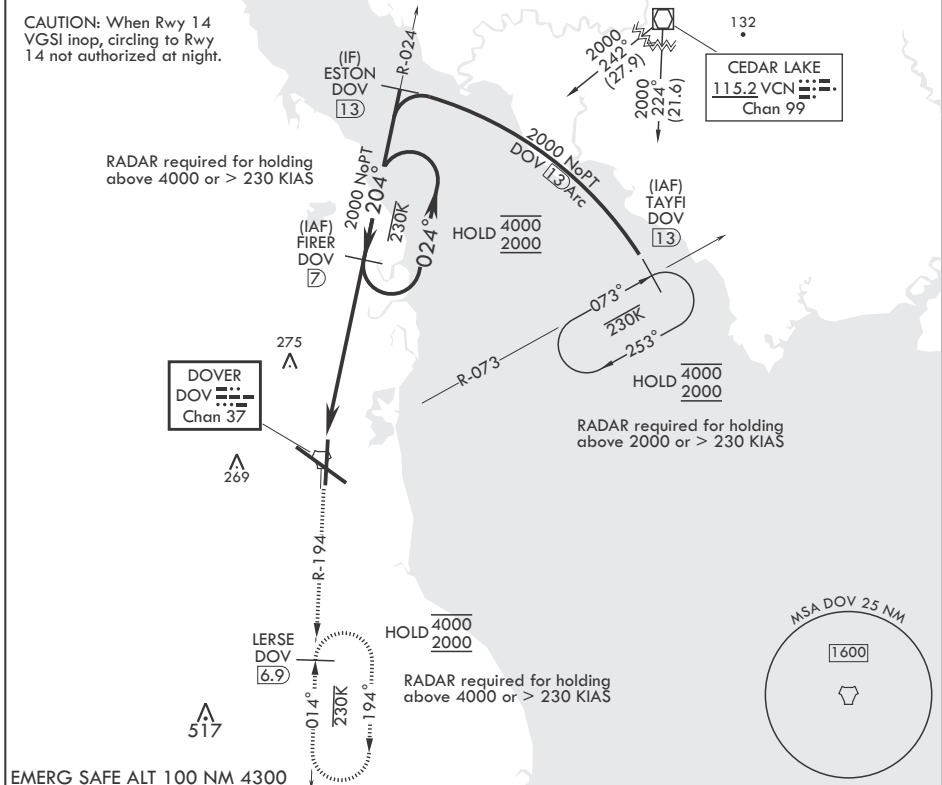 CAUTION: When Rwy 14
VGSI inop, circling to Rwy
14 not authorized at night.
R-024
(IF)
ESTON
DOV
13
2000
242°
(27.9)
2000
224°
(21.6)
132
CEDAR LAKE
115.2 VCN
Chan 99
RADAR required for holding
above 4000 or > 230 KIAS
2000 NoPT
204°
230K
024°
2000 NoPT
DOV 13 Arc
(IAF)
TAYFI
DOV
13
(IAF)
FIRER
DOV
7
HOLD 4000
2000
073°
230K
253°
R-073
HOLD 4000
2000
RADAR required for holding
above 2000 or > 230 KIAS
275
DOVER
DOV
Chan 37
269
R-194
HOLD 4000
2000
LERSE
DOV
6.9
RADAR required for holding
above 4000 or > 230 KIAS
014°
230K
194°
517
MSA DOV 25 NM
1600
EMERG SAFE ALT 100 NM 4300